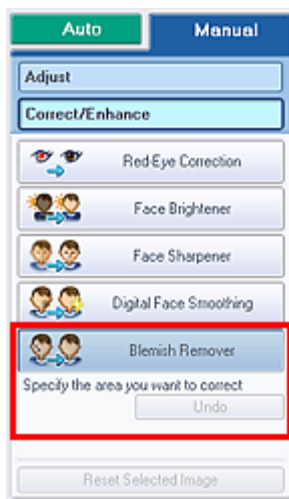 Auto Manual
Adjust
Correct/Enhance
Red-Eye Correction
Face Brightener
Face Sharpener
Digital Face Smoothing
Blemish Remover
Specify the area you want to correct
Undo
Reset Selected Image